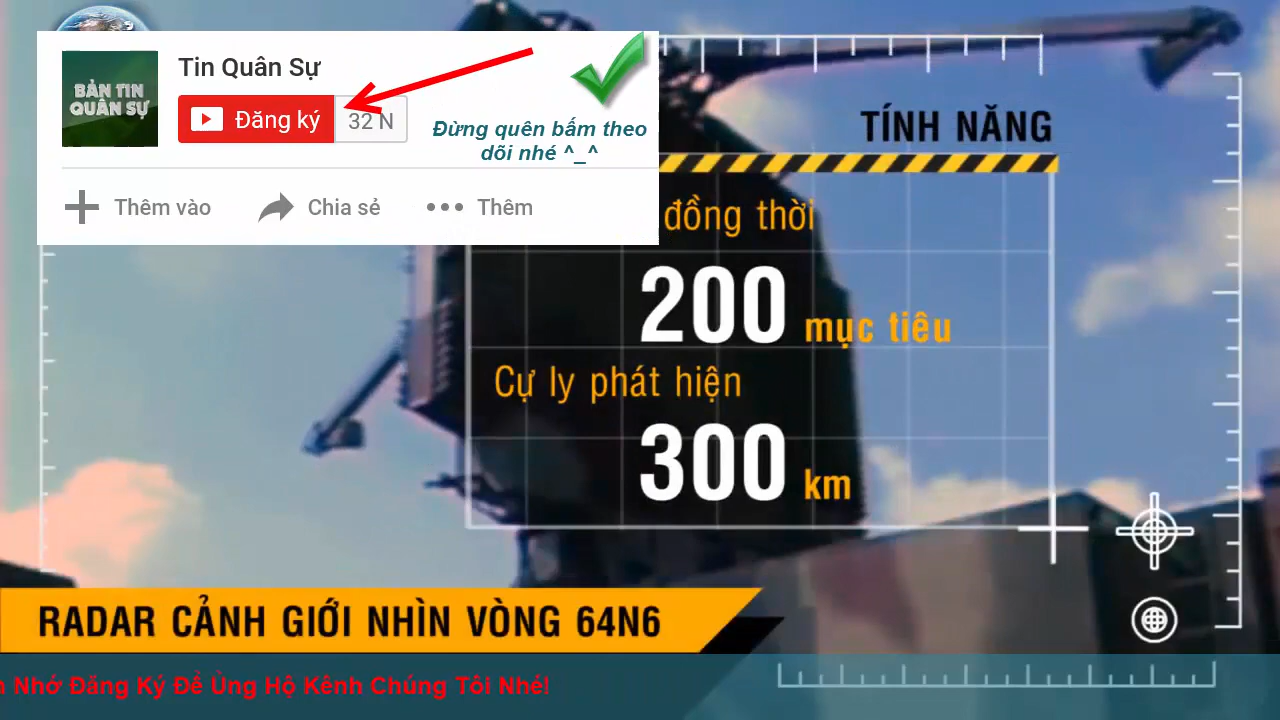 BẢN TIN
QUÂN SỰ
Tin Quân Sự
Đăng ký
32 N
Đừng quên bấm theo
dõi nhé ^_^
Thêm vào
Chia sẻ
Thêm
TÍNH NĂNG
đồng thời
200 mục tiêu
Cự ly phát hiện
300 km
RADAR CẢNH GIỚI NHÌN VÒNG 64N6
Nhớ Đăng Ký Để Ủng Hộ Kênh Chúng Tôi Nhé!